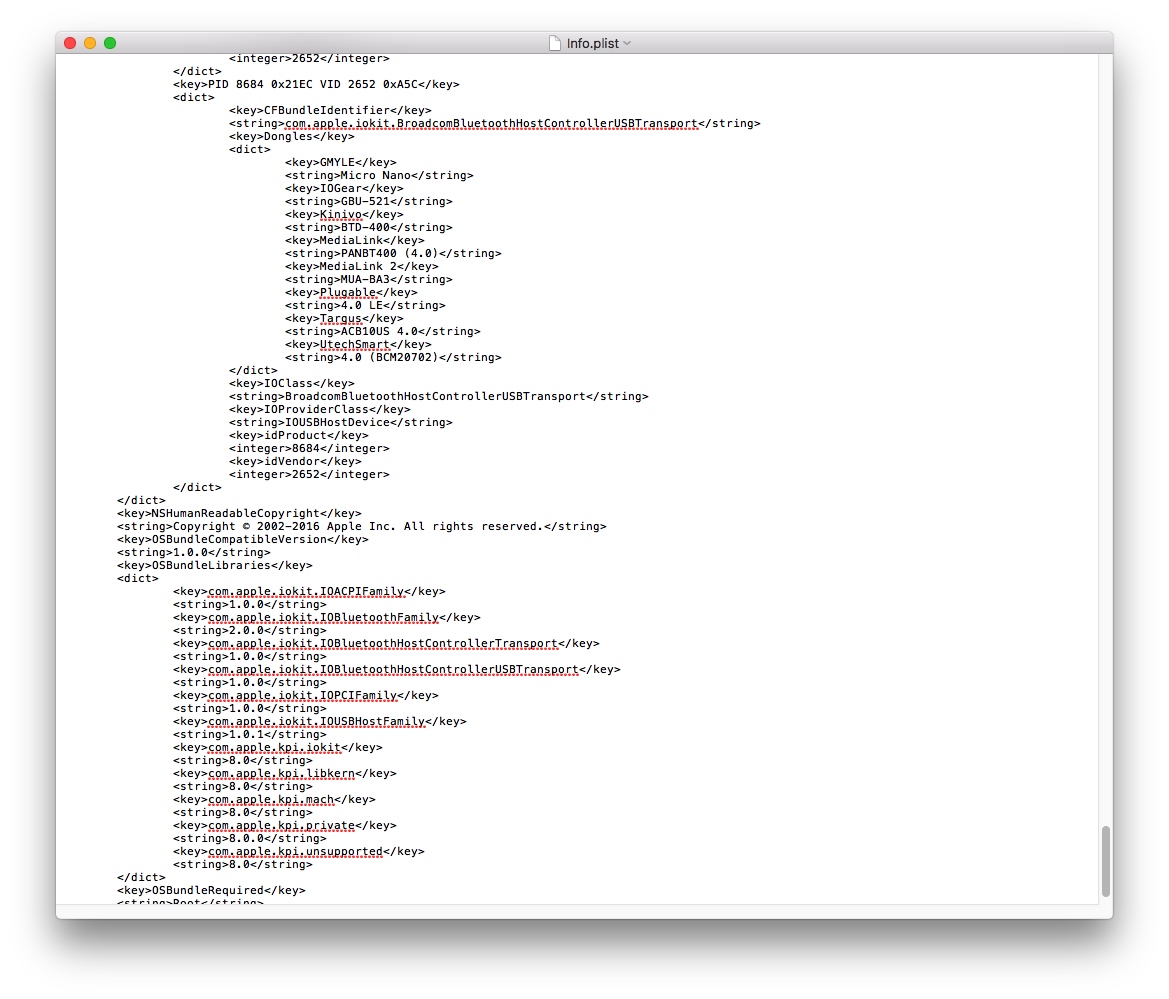 Info.plist
<integer>2652</integer>
</dict>
<key>PID 8684 0x21EC VID 2652 0xA5C</key>
<dict>
<key>CFBundleIdentifier</key>
<string>com.apple.iokit.BroadcomBluetoothHostControllerUSBTransport</string>
<key>Dongles</key>
<dict>
<key>GMYLE</key>
<string>Micro Nano</string>
<key>IOGear</key>
<string>GBU-521</string>
<key>Kinivo</key>
<string>BTD-400</string>
<key>MediaLink</key>
<string>PANBT400 (4.0)</string>
<key>MediaLink 2</key>
<string>MUA-BA3</string>
<key>Plugable</key>
<string>4.0 LE</string>
<key>Targus</key>
<string>ACB10US 4.0</string>
<key>UtechSmart</key>
<string>4.0 (BCM20702)</string>
</dict>
<key>IOClass</key>
<string>BroadcomBluetoothHostControllerUSBTransport</string>
<key>IOProviderClass</key>
<string>IOUSBHostDevice</string>
<key>idProduct</key>
<integer>8684</integer>
<key>idVendor</key>
<integer>2652</integer>
</dict>
</dict>
<key>NSHumanReadableCopyright</key>
<string>Copyright © 2002-2016 Apple Inc. All rights reserved.</string>
<key>OSBundleCompatibleVersion</key>
<string>1.0.0</string>
<key>OSBundleLibraries</key>
<dict>
<key>com.apple.iokit.IOACPIFamily</key>
<string>1.0.0</string>
<key>com.apple.iokit.IOBluetoothFamily</key>
<string>2.0.0</string>
<key>com.apple.iokit.IOBluetoothHostControllerTransport</key>
<string>1.0.0</string>
<key>com.apple.iokit.IOBluetoothHostControllerUSBTransport</key>
<string>1.0.0</string>
<key>com.apple.iokit.IOPCIFamily</key>
<string>1.0.0</string>
<key>com.apple.iokit.IOUSBHostFamily</key>
<string>1.0.1</string>
<key>com.apple.kpi.iokit</key>
<string>8.0</string>
<key>com.apple.kpi.libkern</key>
<string>8.0</string>
<key>com.apple.kpi.mach</key>
<string>8.0</string>
<key>com.apple.kpi.private</key>
<string>8.0.0</string>
<key>com.apple.kpi.unsupported</key>
<string>8.0</string>
</dict>
<key>OSBundleRequired</key>
<string>Root</string>